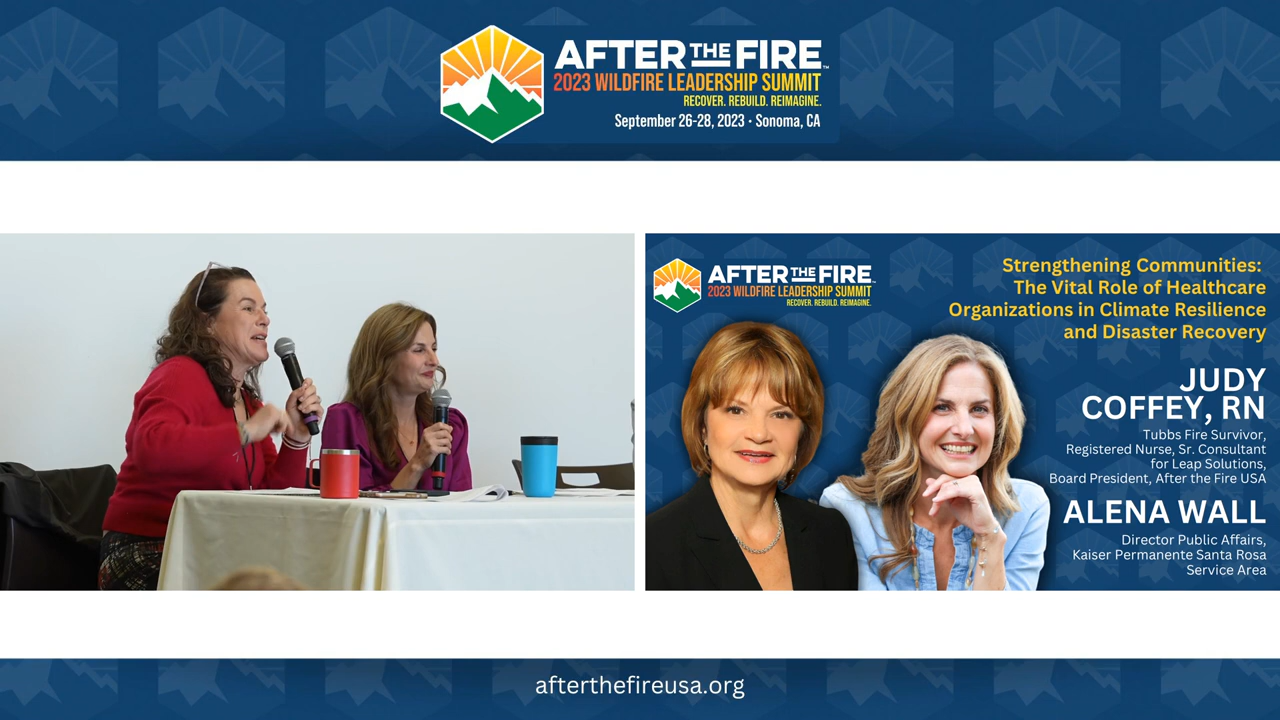 AFTER THE FIRE™
2023 WILDFIRE LEADERSHIP SUMMIT
RECOVER. REBUILD. REIMAGINE.
September 26-28, 2023 • Sonoma, CA
AFTER THE FIRE™
2023 WILDFIRE LEADERSHIP SUMMIT
RECOVER. REBUILD. REIMAGINE.
Strengthening Communities:
The Vital Role of Healthcare
Organizations in Climate Resilience
and Disaster Recovery
JUDY
COFFEY, RN
Tubbs Fire Survivor,
Registered Nurse, Sr. Consultant
for Leap Solutions,
Board President, After the Fire USA
ALENA WALL
Director Public Affairs,
Kaiser Permanente Santa Rosa
Service Area
afterthefireusa.org